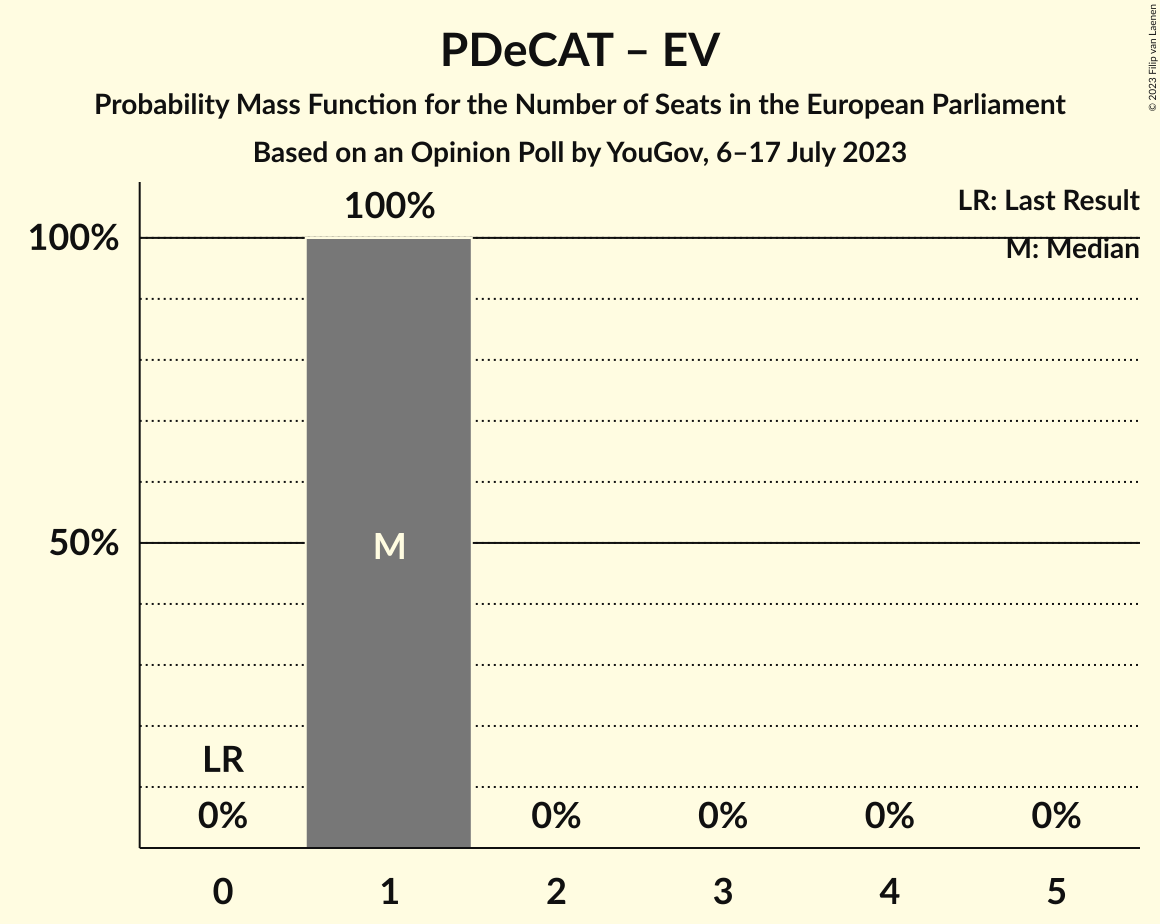 PDeCAT – EV
Probability Mass Function for the Number of Seats in the European Parliament
Based on an Opinion Poll by YouGov, 6–17 July 2023
© 2023 Filip van Laenen
LR: Last Result
M: Median
100%
100%
50%
M
LR
0%
0%
0%
0%
0%
0
1
2
3
4
5